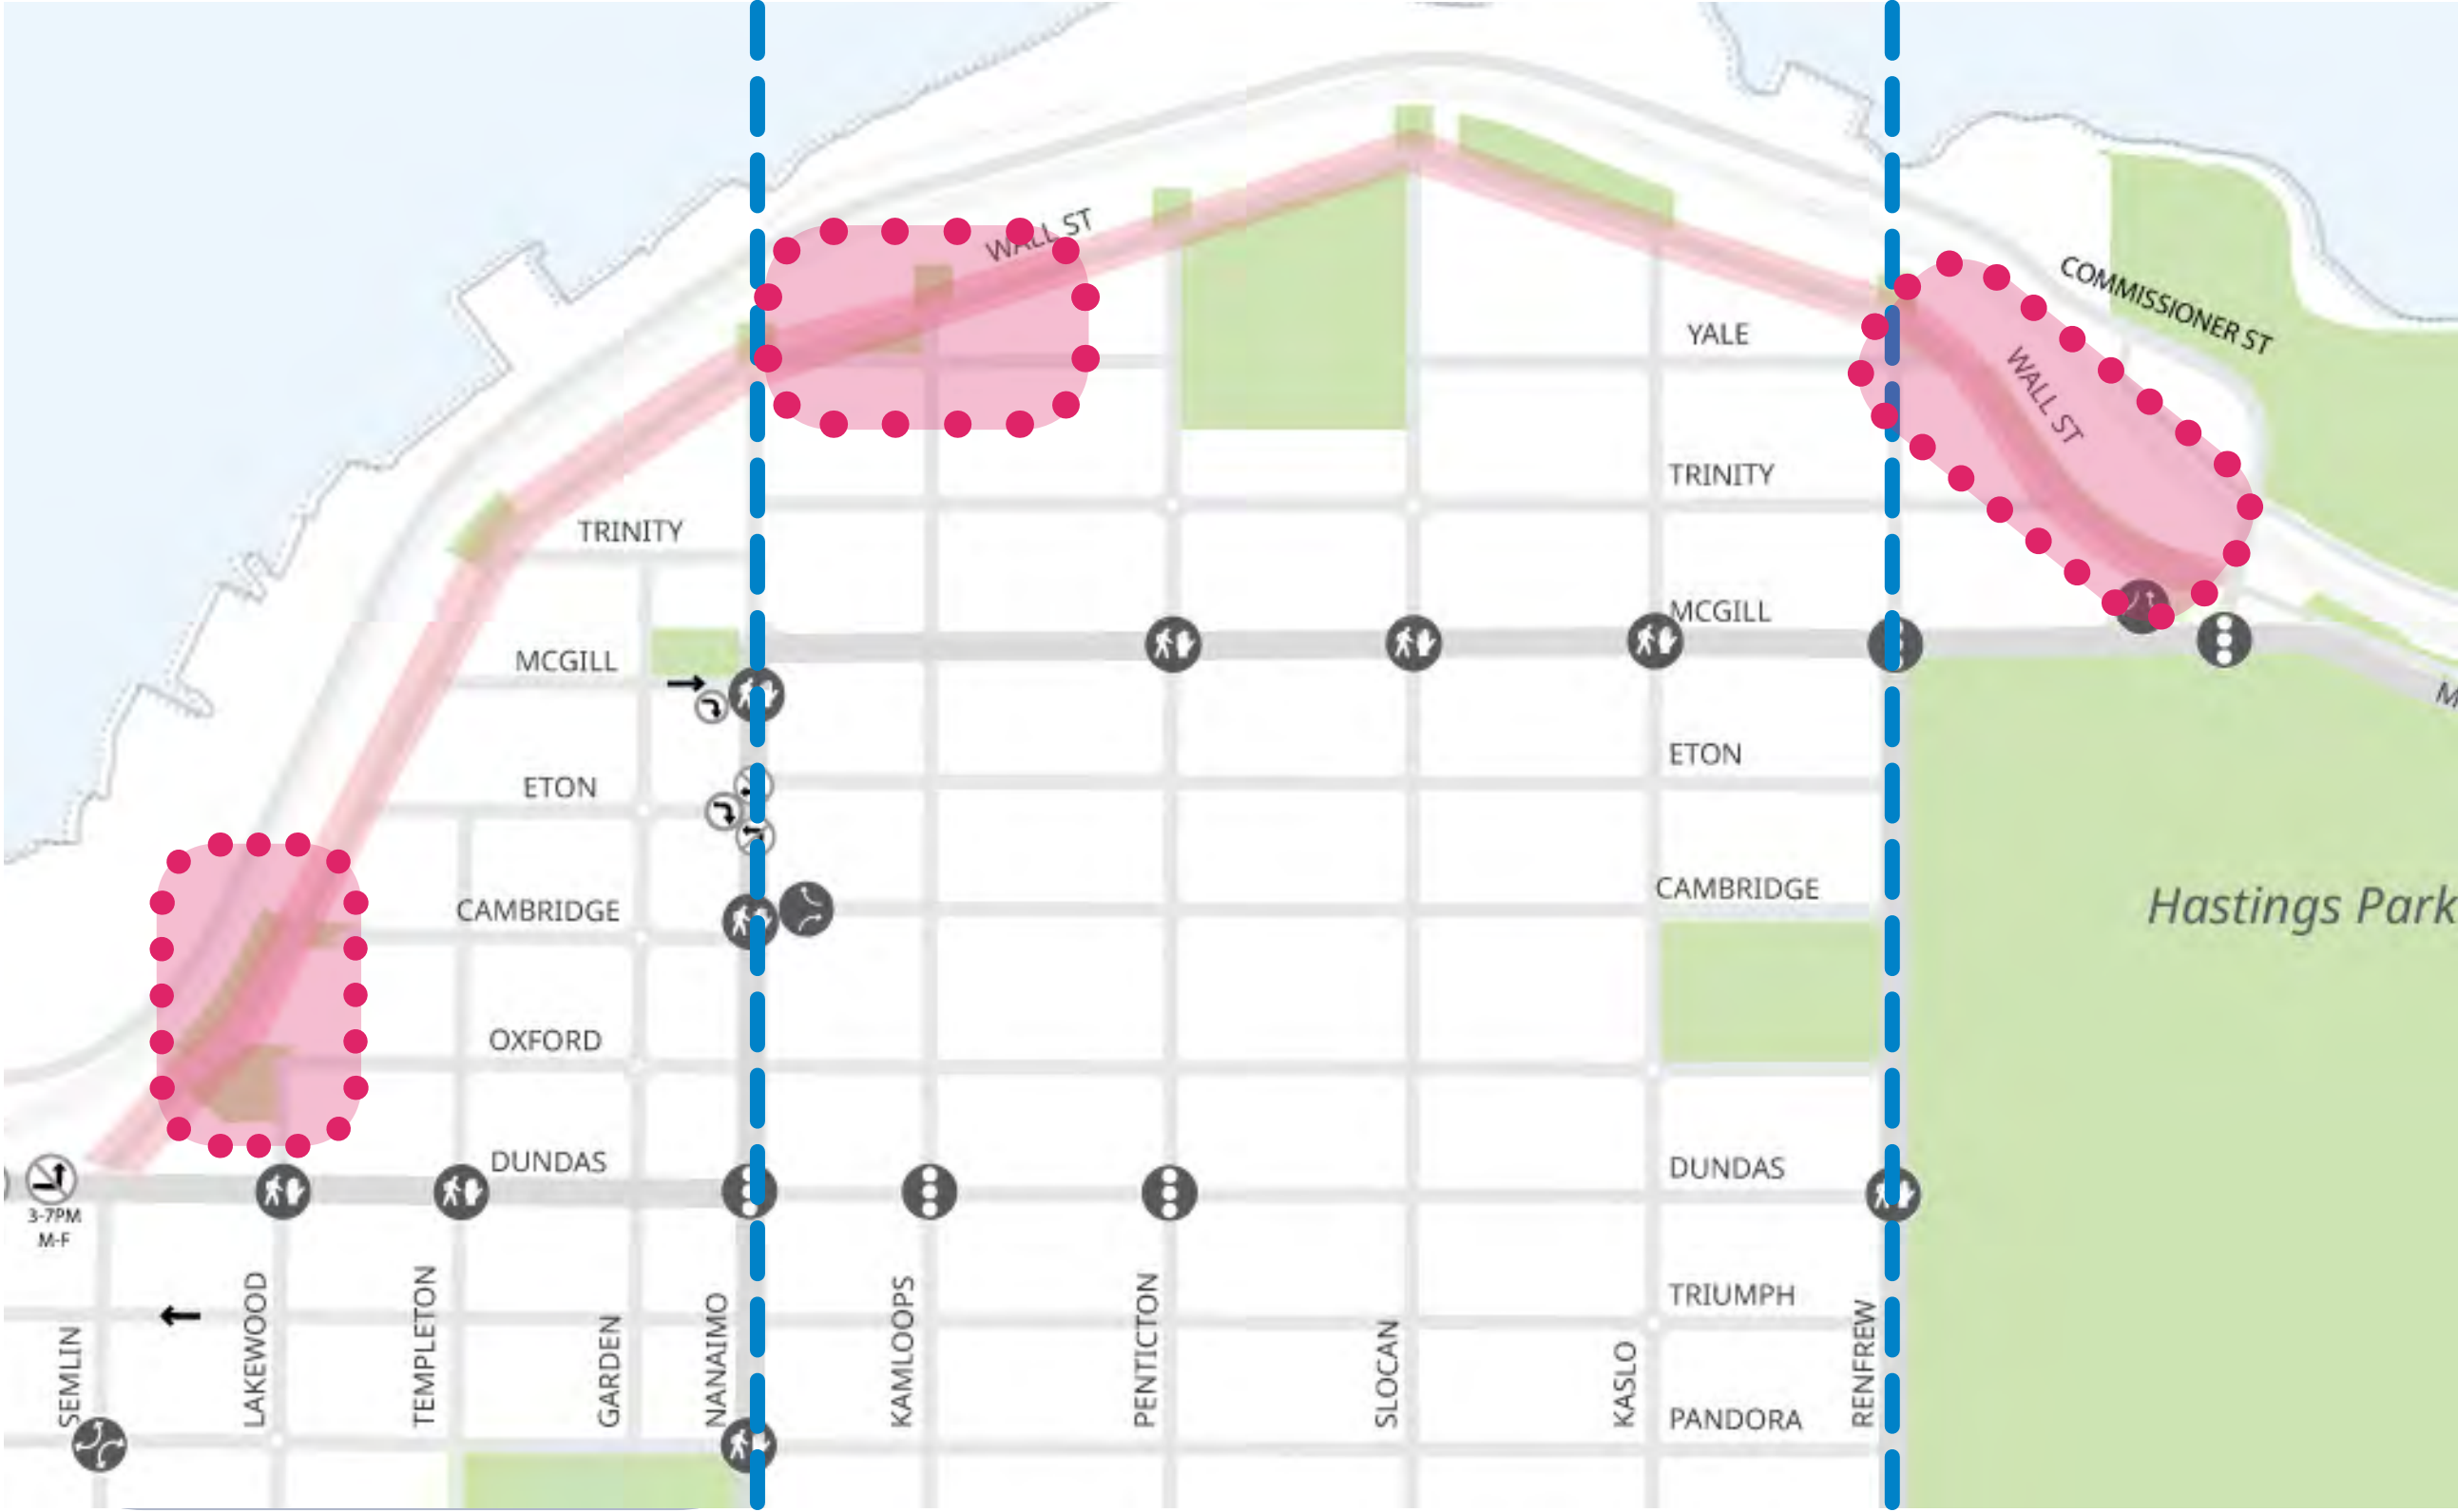 WALL ST
COMMISSIONER ST
YALE
WALL ST
TRINITY
TRINITY
MCGILL
MCGILL
M
ETON
ETON
CAMBRIDGE
CAMBRIDGE
Hastings Park
OXFORD
DUNDAS
DUNDAS
3-7PM
M-F
TRIUMPH
SEMLIN
LAKEWOOD
TEMPLETON
GARDEN
NANAIMO
KAMLOOPS
PENTICTON
SLOCAN
KASLO
RENFREW
PANDORA